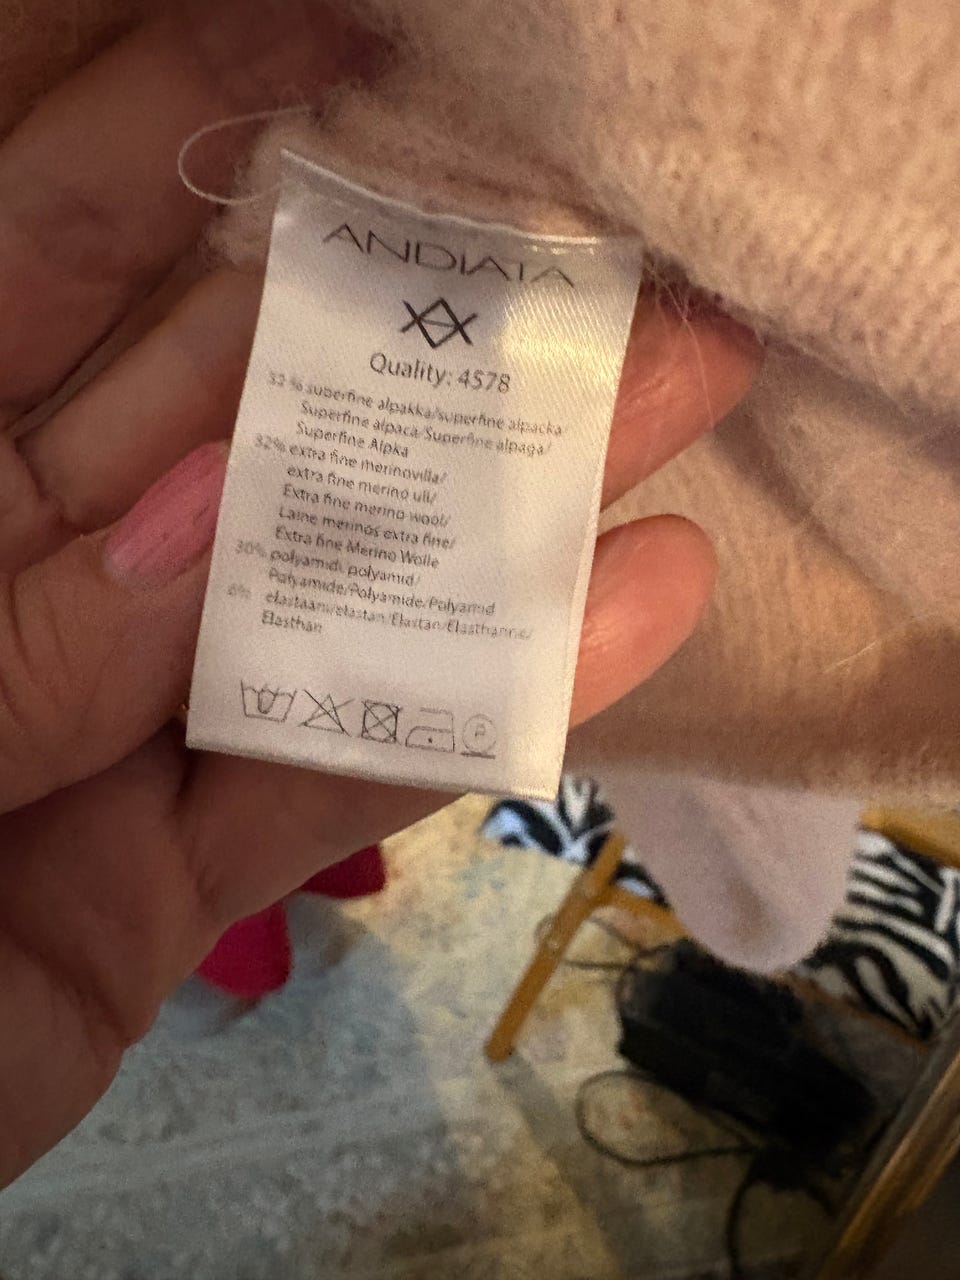 ANDIATA
Quality: 4578
32 % superfine alpakka/superfine alpacka
Superfine alpaca/Superfine alpaga/
Superfine Alpka
32% extra fine merinovilla/
extra fine merino ull/
Extra fine merino wool/
Laine merinos extra fine/
Extra fine Merino Wolle
30% polyamidi, polyamid/
Polyamide/Polyamide/Polyamid
6% elastaani/elastan/Elastan/Elasthanne/
Elasthan
P